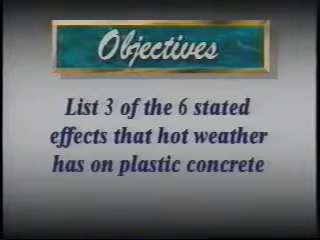 Objectives
List 3 of the 6 stated
effects that hot weather
has on plastic concrete